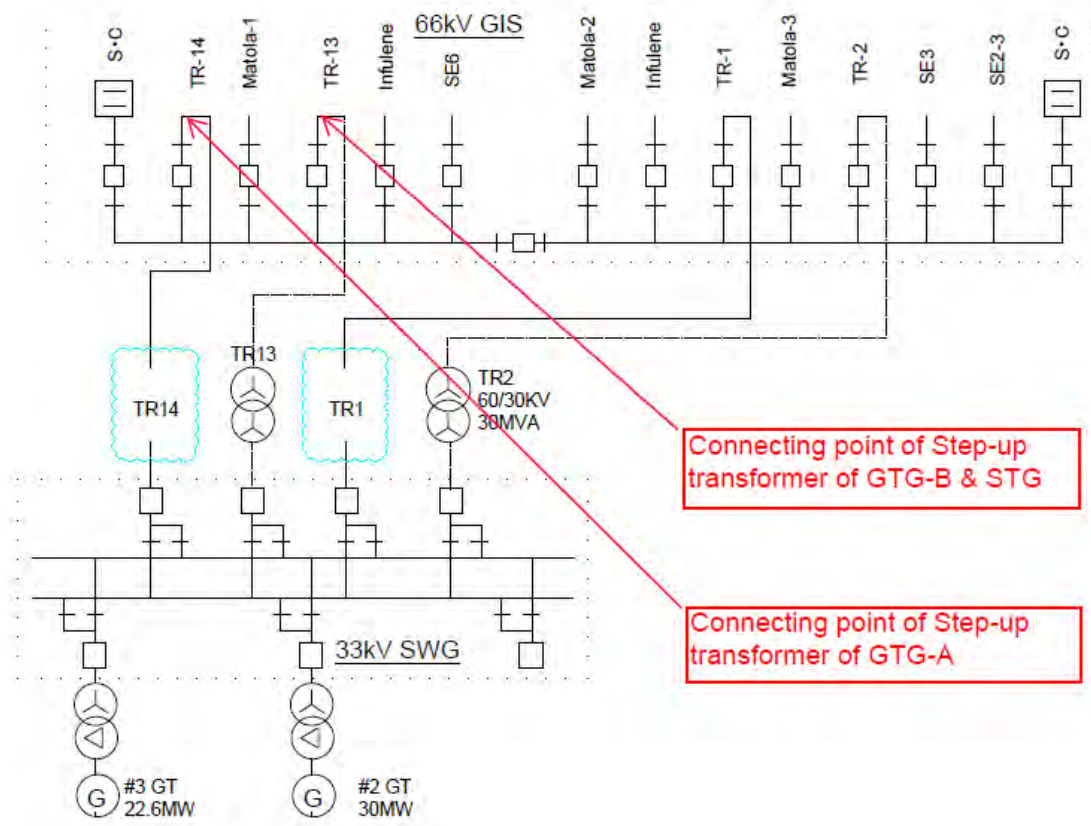 66kV GIS
S•C
TR-14
Matola-1
TR-13
Infulene
SE6
Matola-2
Infulene
TR-1
Matola-3
TR-2
SE3
SE2-3
S•C
TR14
TR13
TR1
TR2
60/30KV
30MVA
Connecting point of Step-up
transformer of GTG-B & STG
Connecting point of Step-up
transformer of GTG-A
33kV SWG
G
#3 GT
22.6MW
G
#2 GT
30MW